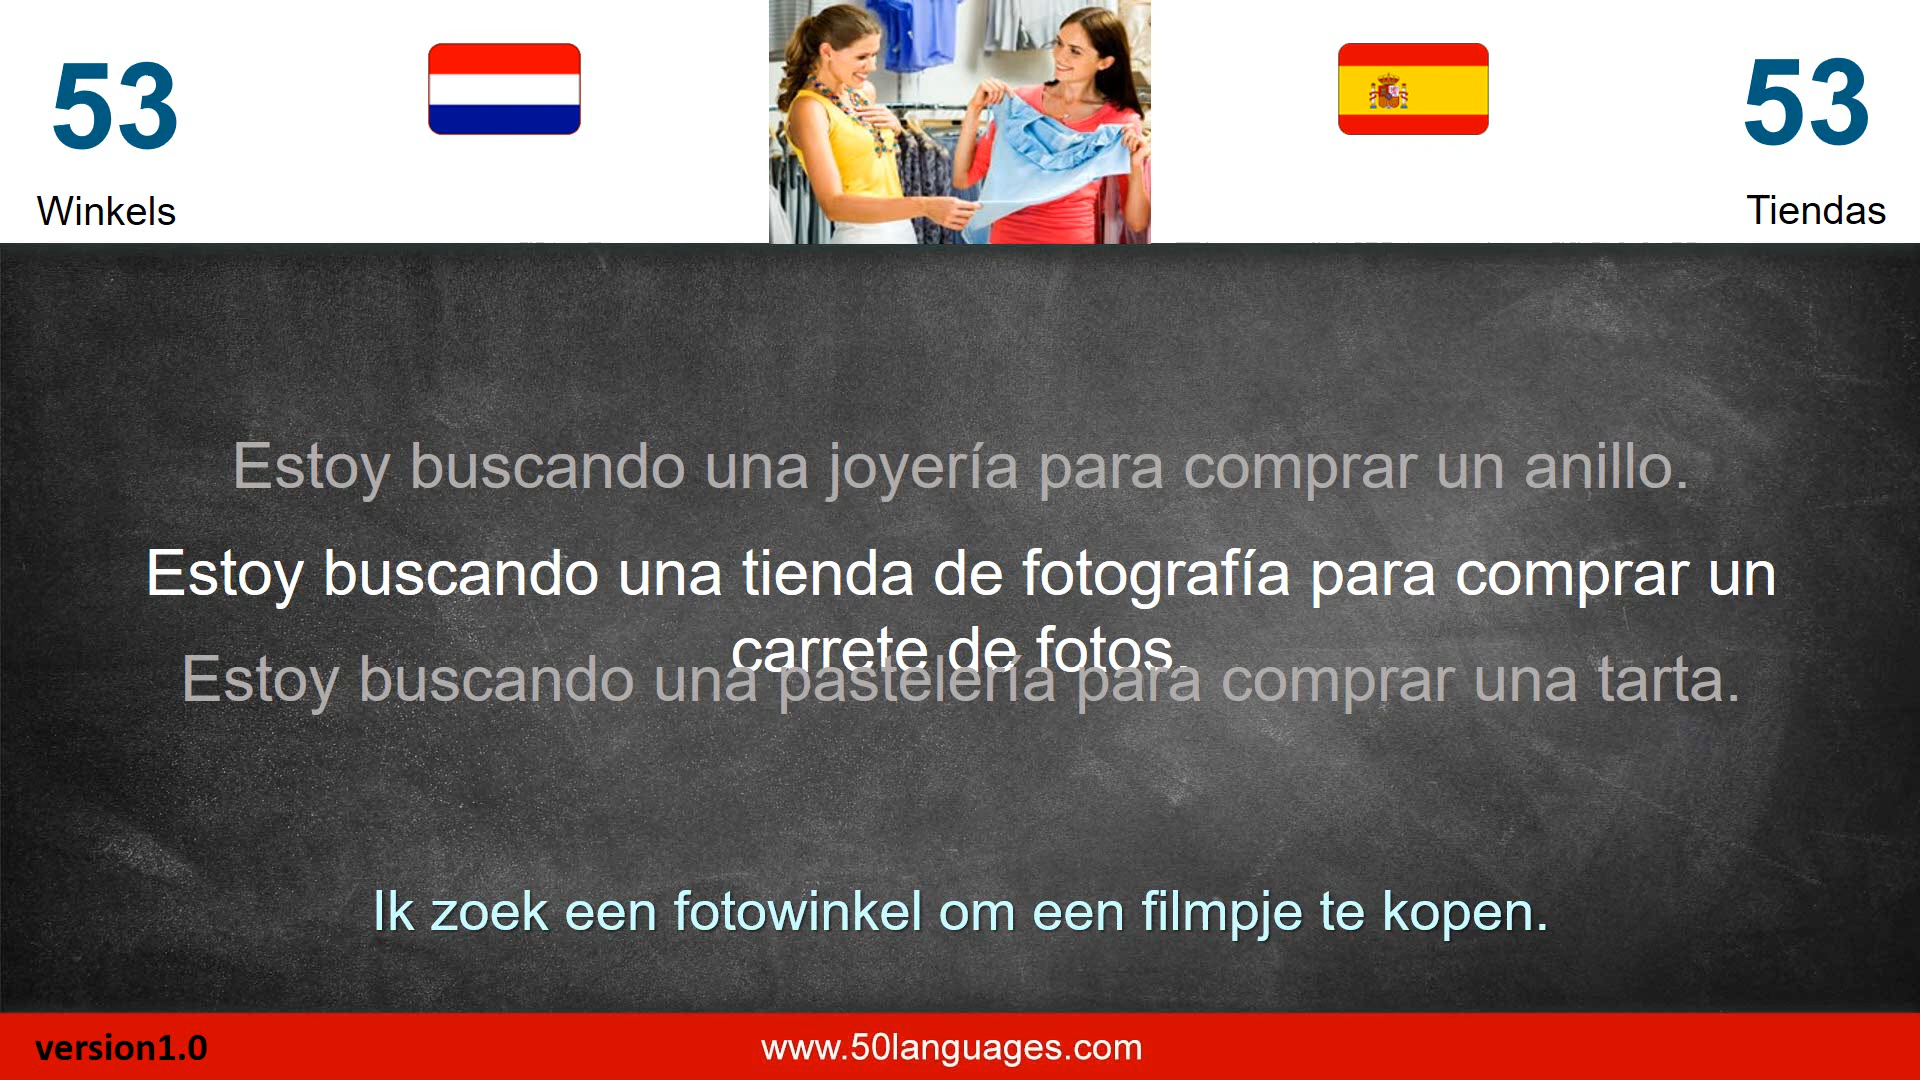 53
53
Winkels
Tiendas
Estoy buscando una joyería para comprar un anillo.
Estoy buscando una tienda de fotografía para comprar un
carrete de fotos.
Estoy buscando una pastelería para comprar una tarta.
Ik zoek een fotowinkel om een filmpje te kopen.
version1.0
www.50languages.com